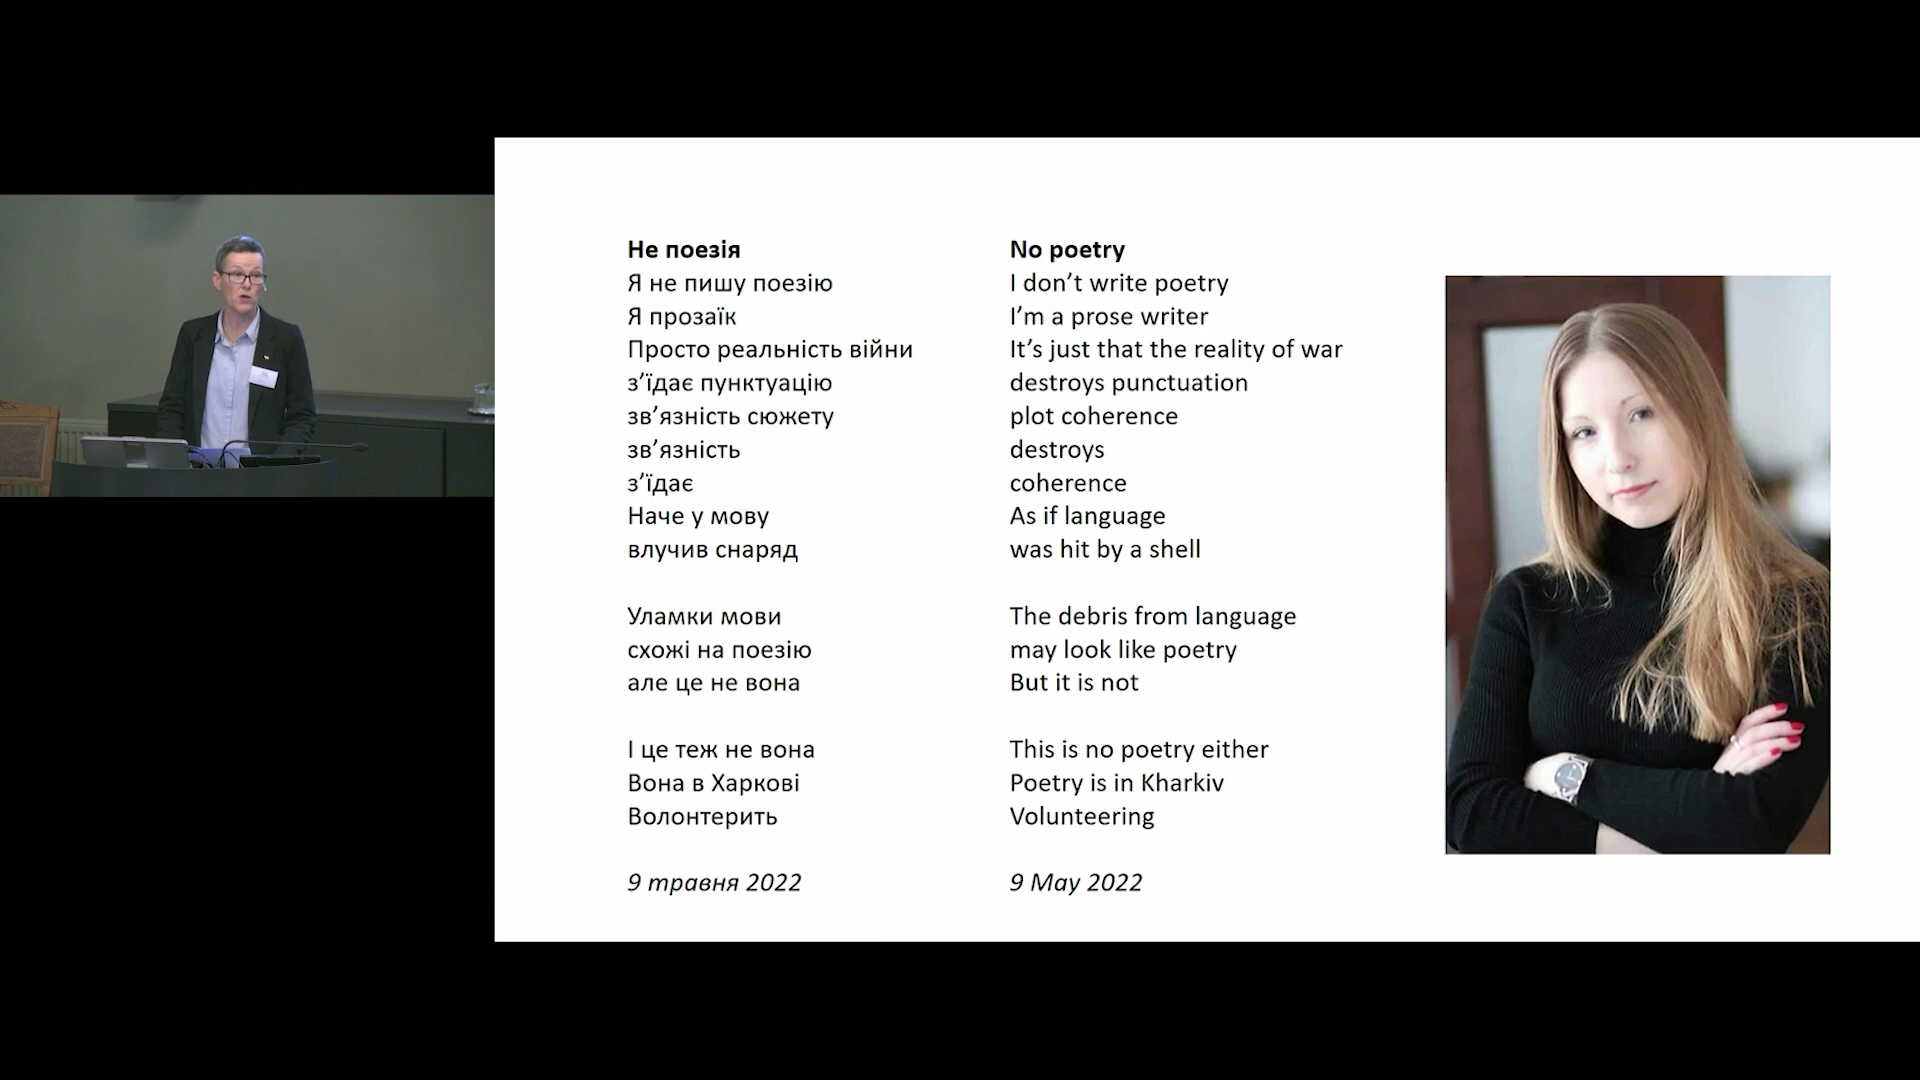 Не поезія
Я не пишу поезію
Я прозаїк
Просто реальність війни
з’їдає пунктуацію
зв’язність сюжету
зв’язність
з’їдає
Наче у мову
влучив снаряд
Уламки мови
схожі на поезію
але це не вона
І це теж не вона
Вона в Харкові
Волонтерить
9 травня 2022
No poetry
I don’t write poetry
I’m a prose writer
It’s just that the reality of war
destroys punctuation
plot coherence
destroys
coherence
As if language
was hit by a shell
The debris from language
may look like poetry
But it is not
This is no poetry either
Poetry is in Kharkiv
Volunteering
9 May 2022